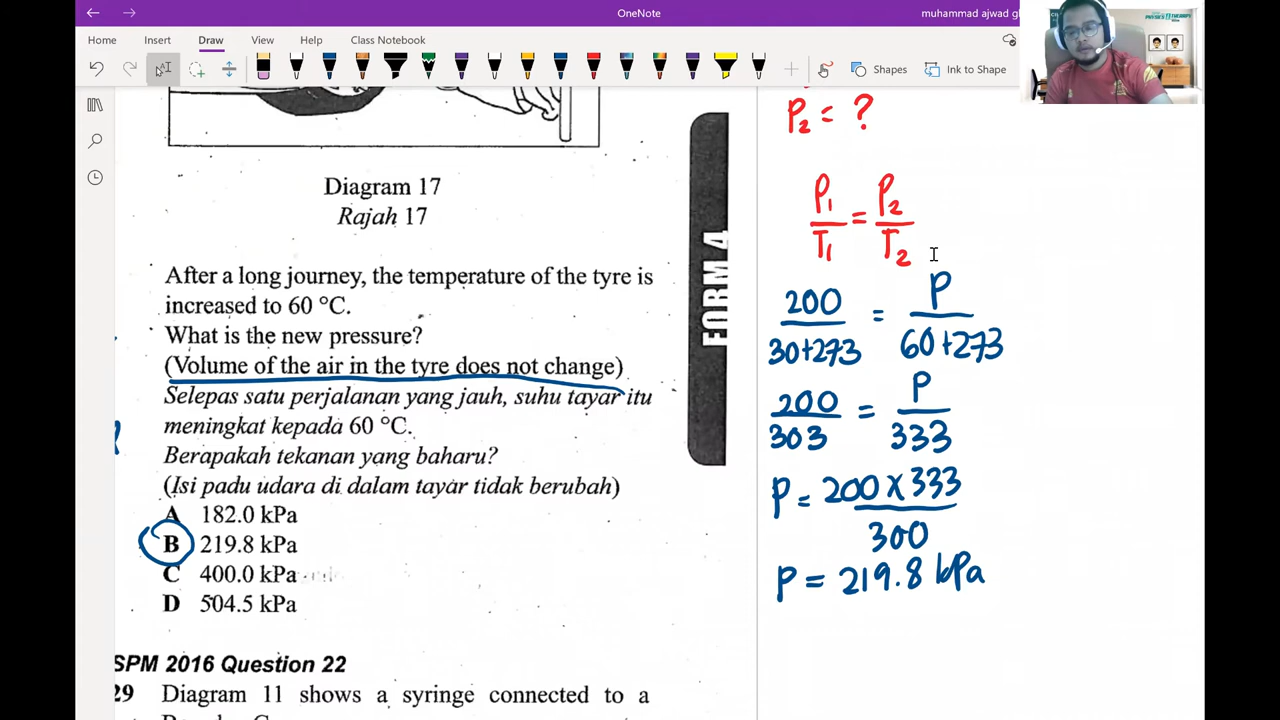 OneNote
muhammad ajwad gh
Home Insert Draw View Help Class Notebook
Shapes
Ink to Shape
Diagram 17
Rajah 17
After a long journey, the temperature of the tyre is
increased to 60 °C.
What is the new pressure?
(Volume of the air in the tyre does not change)
Selepas satu perjalanan yang jauh, suhu tayar itu
meningkat kepada 60 °C.
Berapakah tekanan yang baharu?
(Isi padu udara di dalam tayar tidak berubah)
A 182.0 kPa
B 219.8 kPa
C 400.0 kPa
D 504.5 kPa
SPM 2016 Question 22
29 Diagram 11 shows a syringe connected to a
FORM 4
P₂ = ?
P₁/T₁ = P₂/T₂
200/30+273 = P/60+273
200/303 = P/333
P = 200 × 333/300
P = 219.8 kPa